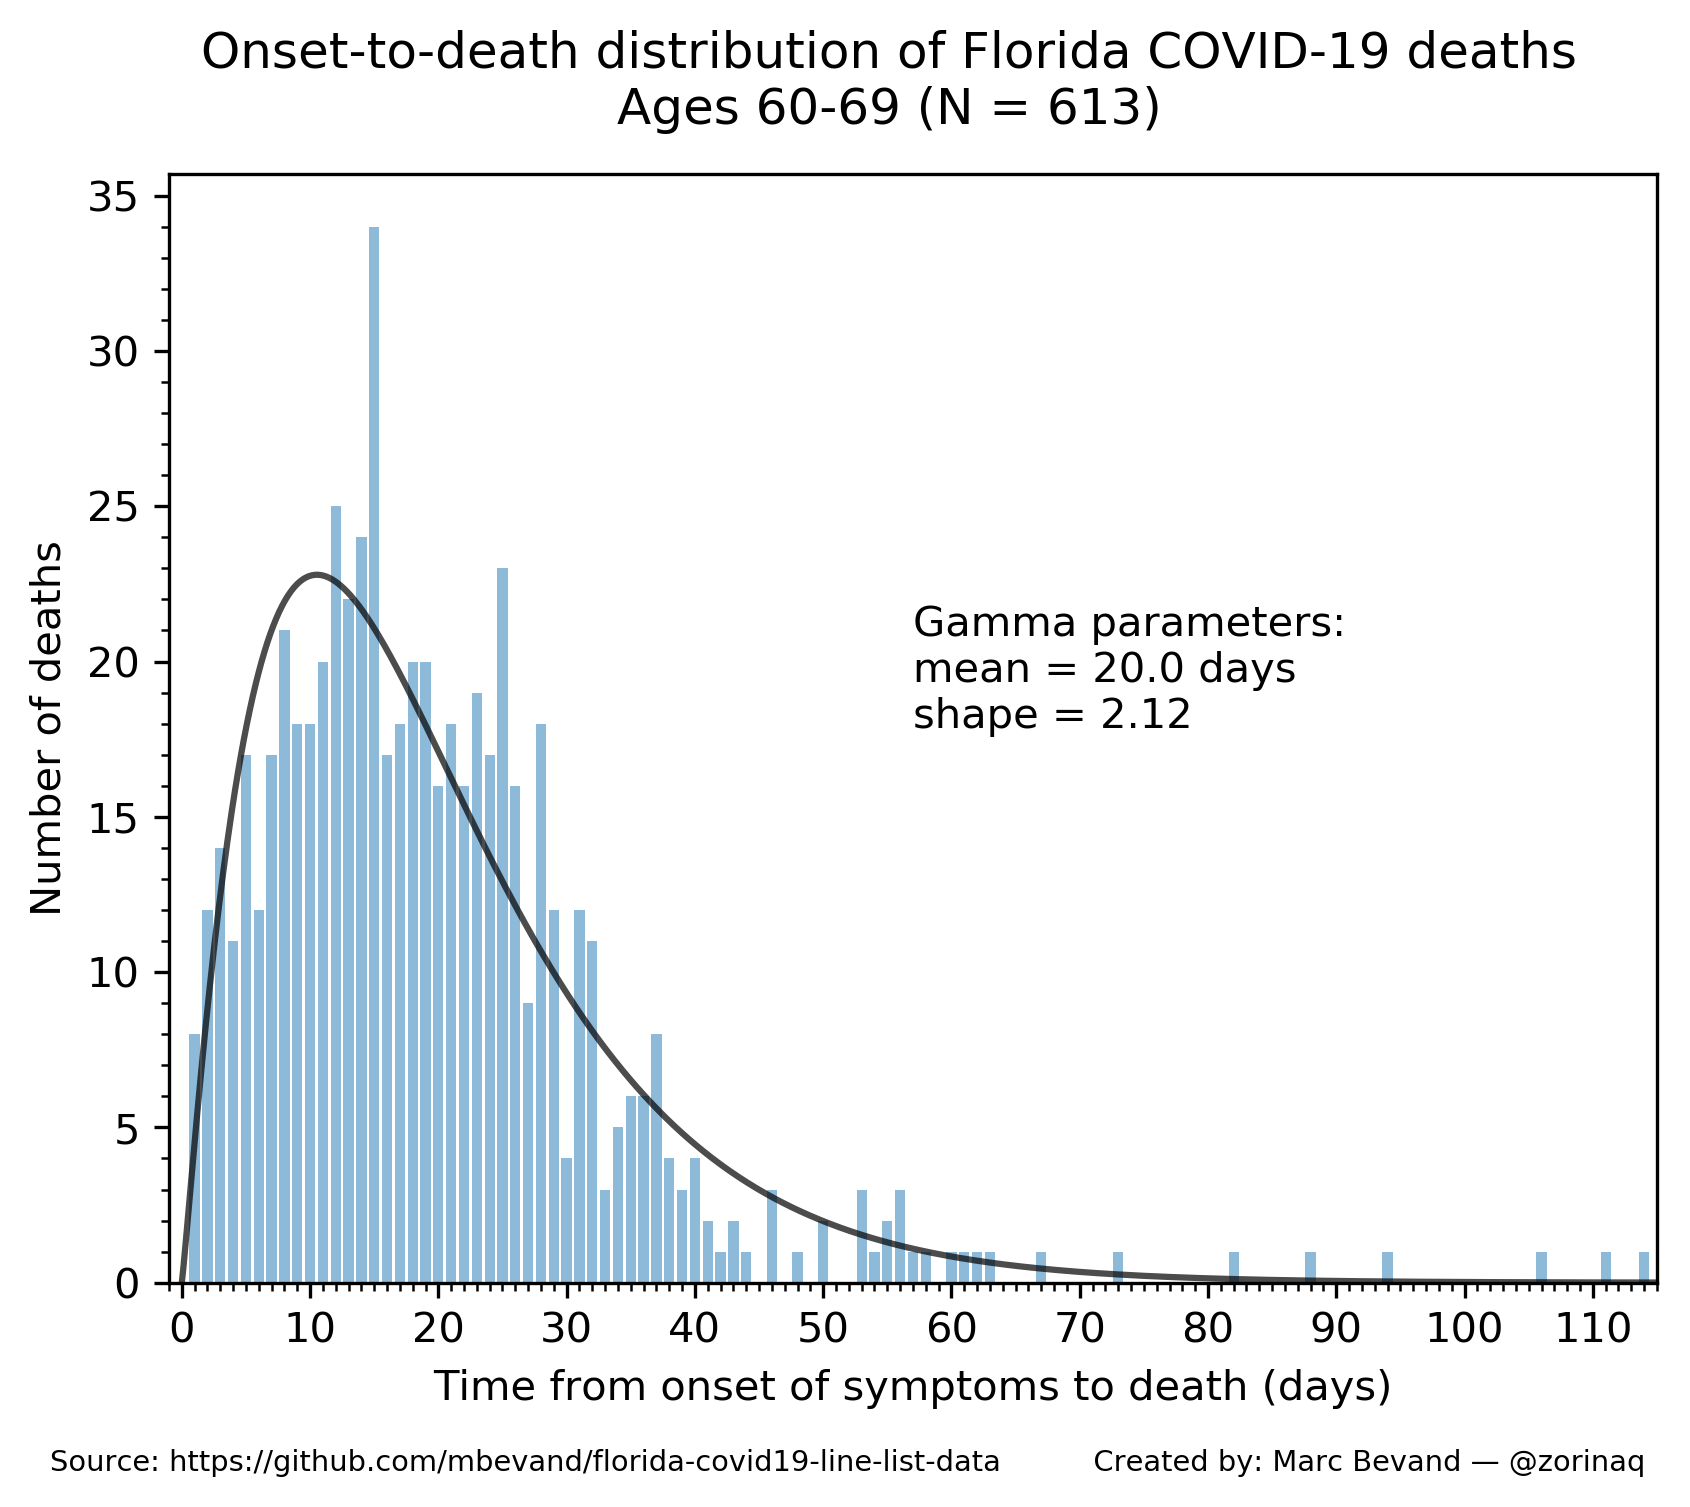 Onset-to-death distribution of Florida COVID-19 deaths
Ages 60-69 (N = 613)
Number of deaths
35
30
25
20
15
10
5
0
Gamma parameters:
mean = 20.0 days
shape = 2.12
0 10 20 30 40 50 60 70 80 90 100 110
Time from onset of symptoms to death (days)
Source: https://github.com/mbevand/florida-covid19-line-list-data Created by: Marc Bevand — @zorinaq